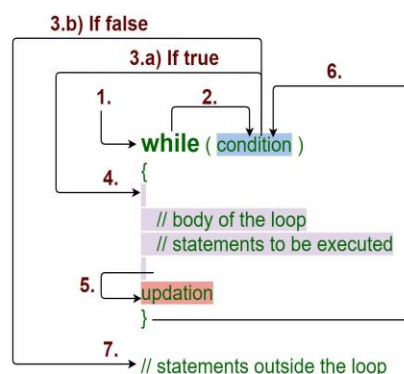 3.b) If false
3.a) If true
6.
1.
2.
while ( condition )
{
4.
// body of the loop
// statements to be executed
5.
updation
}
7.
// statements outside the loop